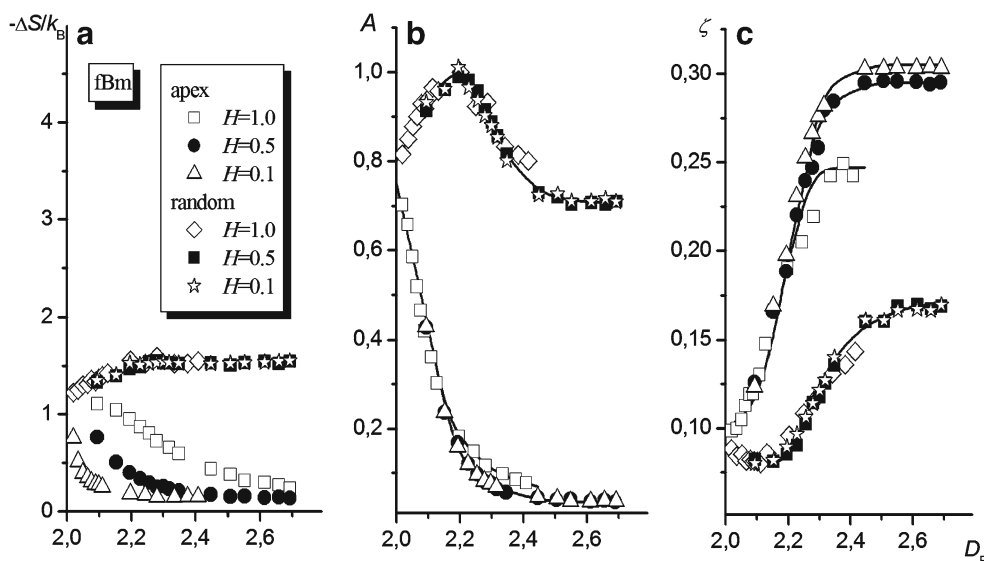 -ΔS/kB
a
fBm
apex
H=1.0
H=0.5
H=0.1
random
H=1.0
H=0.5
H=0.1
4
3
2
1
0
2,0 2,2 2,4 2,6
A
b
1,0
0,8
0,6
0,4
0,2
2,0 2,2 2,4 2,6
ζ
c
0,30
0,25
0,20
0,15
0,10
2,0 2,2 2,4 2,6